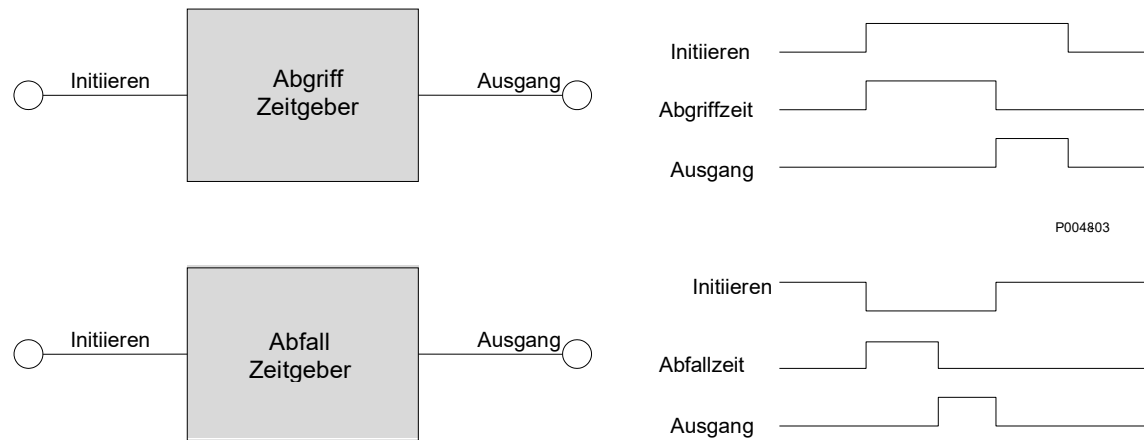 Initiieren
Abgriff
Zeitgeber
Ausgang
Initiieren
Abgriffzeit
Ausgang
P004803
Initiieren
Abfall
Zeitgeber
Ausgang
Initiieren
Abfallzeit
Ausgang